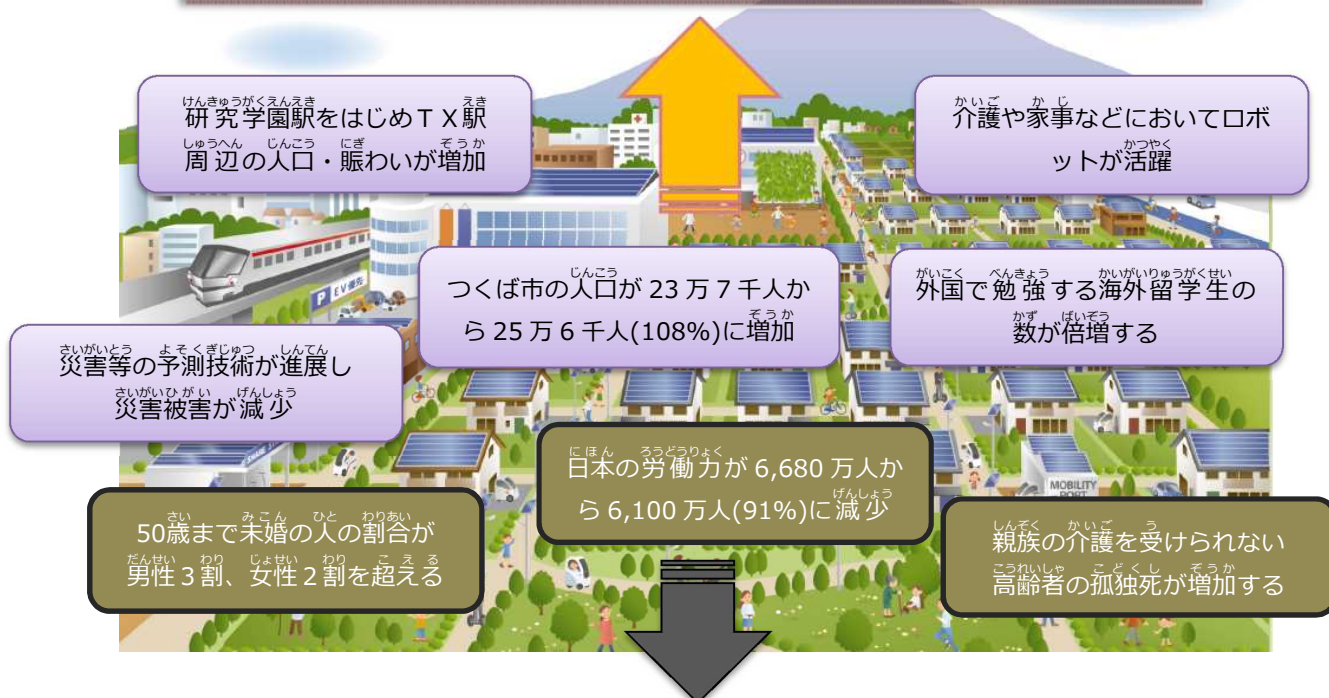 研究学園駅をはじめTX駅
周辺の人口・賑わいが増加
介護や家事などにおいてロボ
ットが活躍
つくば市の人口が 23 万 7 千人か
ら 25 万 6 千人(108%)に増加
外国で勉強する海外留学生の
数が倍増する
災害等の予測技術が進展し
災害被害が減少
日本の労働力が 6,680 万人か
ら 6,100 万人(91%)に減少
50歳まで未婚の人の割合が
男性３割、女性２割を超える
親族の介護を受けられない
高齢者の孤独死が増加する
P EV優先
MOBILITY
PORT